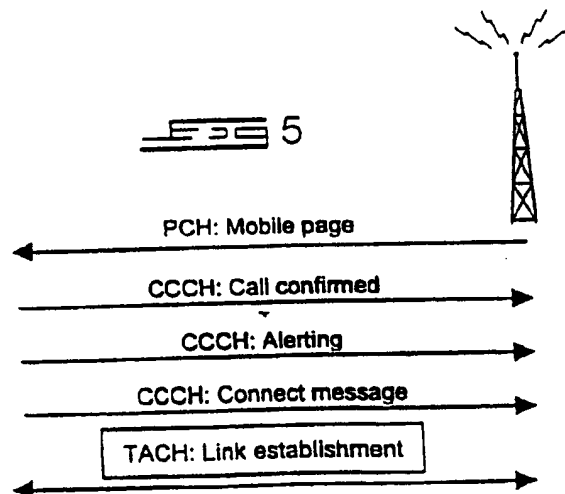 5
PCH: Mobile page
CCCH: Call confirmed
CCCH: Alerting
CCCH: Connect message
TACH: Link establishment